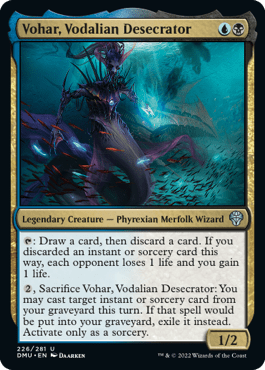 Vohar, Vodalian Desecrator
Legendary Creature — Phyrexian Merfolk Wizard
: Draw a card, then discard a card. If you
discarded an instant or sorcery card this
way, each opponent loses 1 life and you gain
1 life.
2, Sacrifice Vohar, Vodalian Desecrator: You
may cast target instant or sorcery card from
your graveyard this turn. If that spell would
be put into your graveyard, exile it instead.
Activate only as a sorcery.
1/2
226/281 U
DMU • EN Daarken
™ & © 2022 Wizards of the Coast